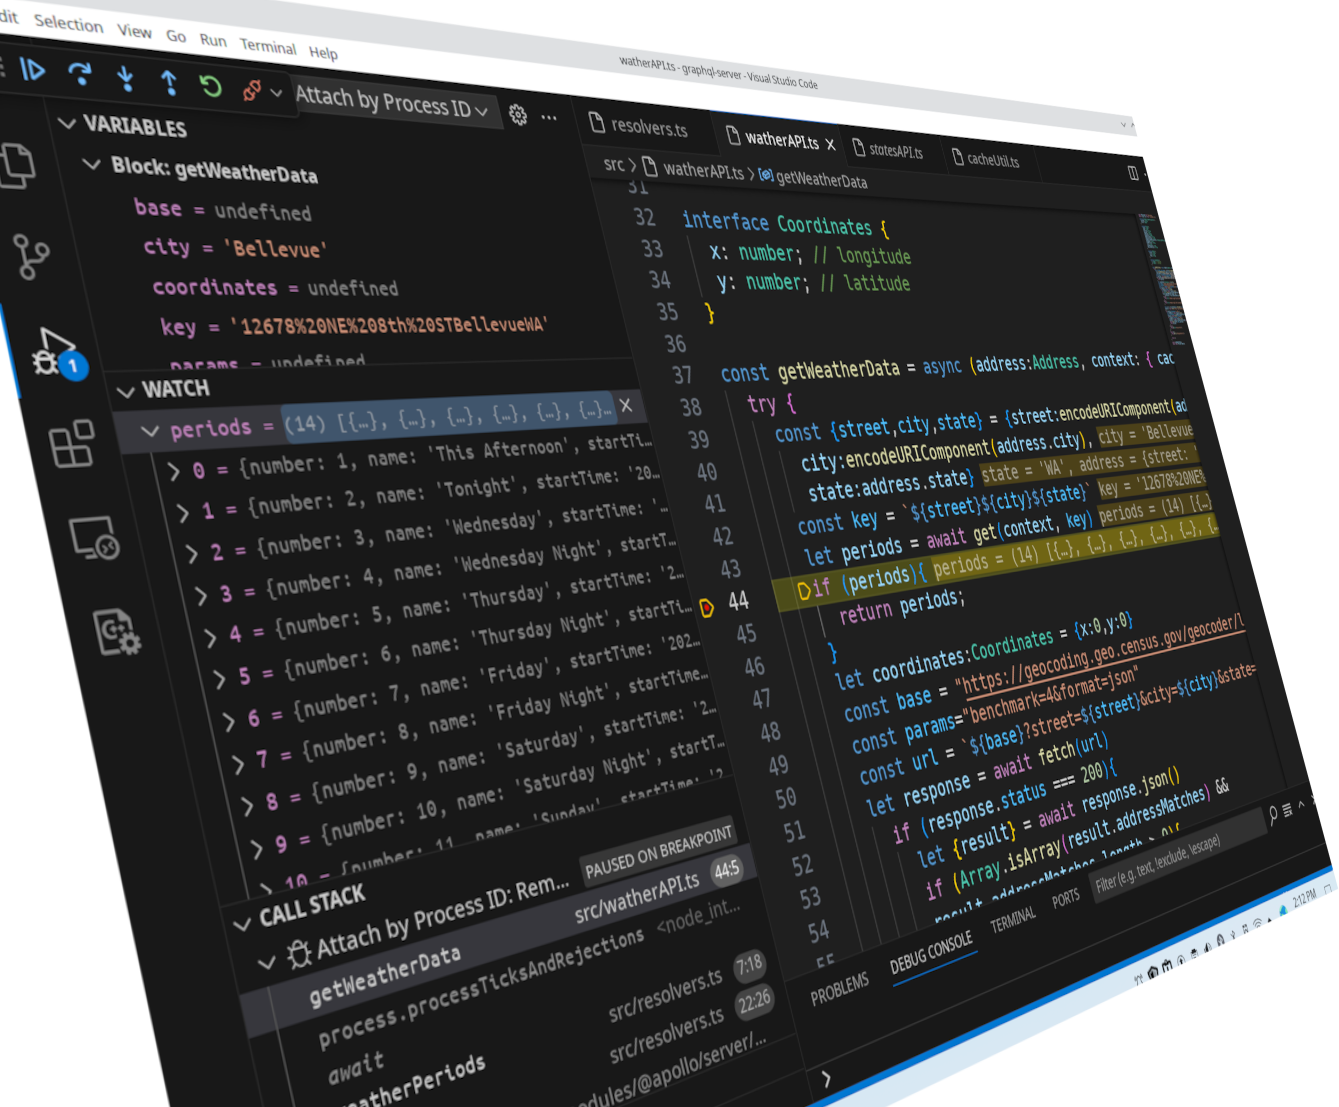 Selection View Go Run Terminal Help
watherAPI.ts - graphql-server - Visual Studio Code
Attach by Process ID
VARIABLES
Block: getWeatherData
base = undefined
city = 'Bellevue'
coordinates = undefined
key = '12678%20NE%208th%20STBellevueWA'
params = undefined
WATCH
periods = (14) [{…}, {…}, {…}, {…}, {…}, {…}…
0 = {number: 1, name: 'This Afternoon', startTi…
1 = {number: 2, name: 'Tonight', startTime: '20…
2 = {number: 3, name: 'Wednesday', startTime: '…
3 = {number: 4, name: 'Wednesday Night', startT…
4 = {number: 5, name: 'Thursday', startTime: '2…
5 = {number: 6, name: 'Thursday Night', startTi…
6 = {number: 7, name: 'Friday', startTime: '202…
7 = {number: 8, name: 'Friday Night', startTime…
8 = {number: 9, name: 'Saturday', startTime: '2…
9 = {number: 10, name: 'Saturday Night', startT…
10 = {number: 11, name: 'Sunday', startTime: '2
CALL STACK
Attach by Process ID: Rem… PAUSED ON BREAKPOINT
getWeatherData src/watherAPI.ts 44:5
process.processTicksAndRejections <node_int…
await src/resolvers.ts 7:18
src/resolvers.ts 22:26
resolvers.ts watherAPI.ts statesAPI.ts cacheUtil.ts
src watherAPI.ts getWeatherData
31
32 interface Coordinates {
33 x: number; // longitude
34 y: number; // latitude
35 }
36
37 const getWeatherData = async (address:Address, context: { cac
38 try {
39 const {street,city,state} = {street:encodeURIComponent(ad
40 city:encodeURIComponent(address.city), city = 'Bellevue
41 state:address.state} state = 'WA', address = {street:
42 const key = `${street}${city}${state}` key = '12678%20NE%
43 let periods = await get(context, key) periods = (14) [{…}
44 if (periods){ periods = (14) [{…}, {…}, {…}, {…}, {…}, {…
45 return periods;
46 }
47 let coordinates:Coordinates = {x:0,y:0}
48 const base = "https://geocoding.geo.census.gov/geocoder/l
49 const params="benchmark=4&format=json"
50 const url = `${base}?street=${street}&city=${city}&state=
51 let response = await fetch(url)
52 if (response.status === 200){
53 let {result} = await response.json()
54 if (Array.isArray(result.addressMatches) &&
55 result.addressMatches.length > 0){
PROBLEMS DEBUG CONSOLE TERMINAL PORTS Filter (e.g. text, !exclude, \escape)
2:12 PM